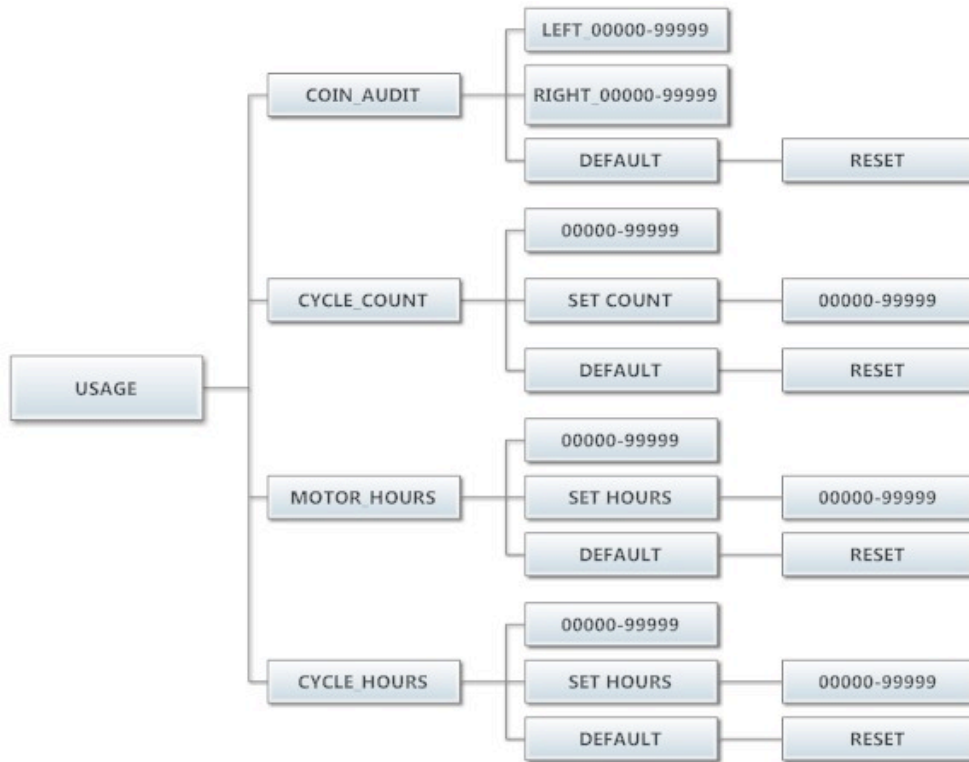 USAGE
COIN_AUDIT
LEFT_00000-99999
RIGHT_00000-99999
DEFAULT
RESET
CYCLE_COUNT
00000-99999
SET COUNT
00000-99999
DEFAULT
RESET
MOTOR_HOURS
00000-99999
SET HOURS
00000-99999
DEFAULT
RESET
CYCLE_HOURS
00000-99999
SET HOURS
00000-99999
DEFAULT
RESET